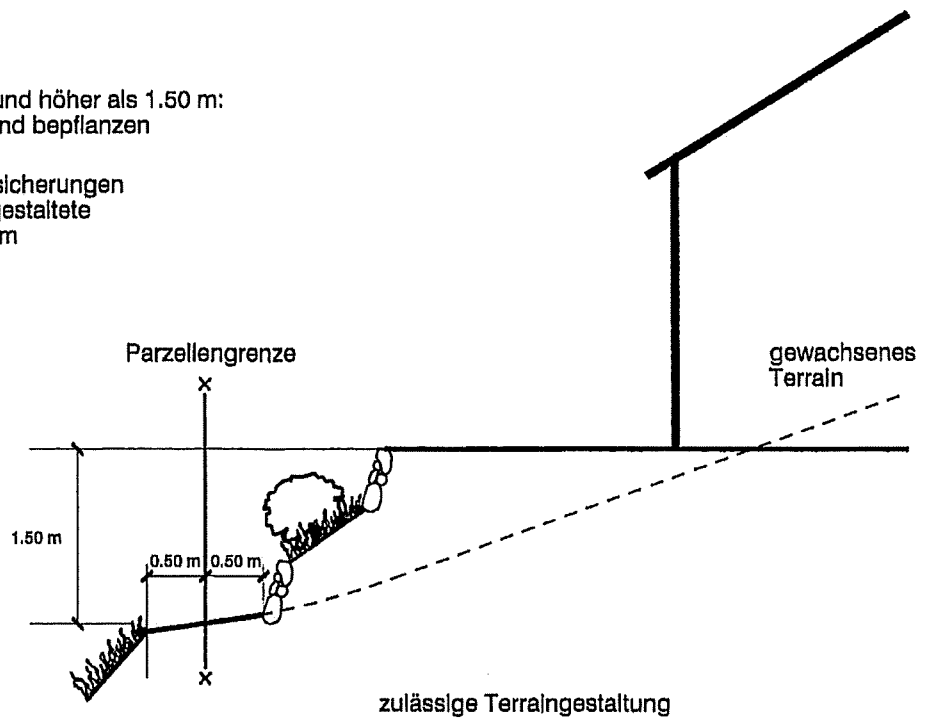 und höher als 1.50 m:
nd bepflanzen
sicherungen
gestaltete
m
Parzellengrenze
gewachsenes
Terrain
1.50 m
0.50 m 0.50 m
zulässige Terraingestaltung